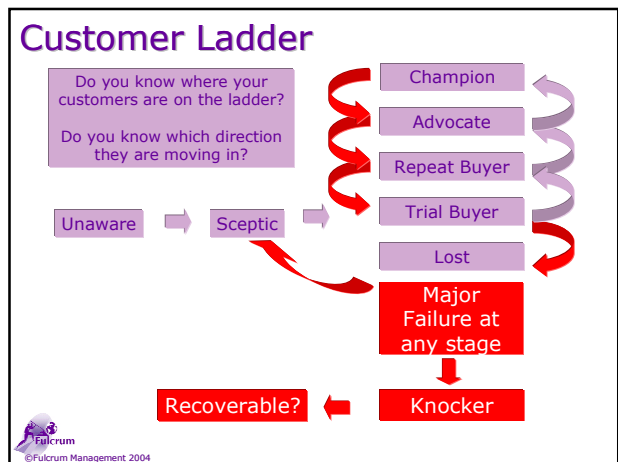 Customer Ladder
Do you know where your
customers are on the ladder?
Do you know which direction
they are moving in?
Champion
Advocate
Repeat Buyer
Trial Buyer
Unaware
Sceptic
Lost
Major
Failure at
any stage
Recoverable?
Knocker
Fulcrum
©Fulcrum Management 2004